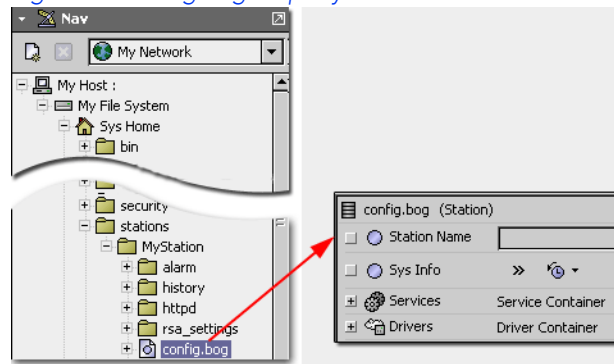 Nav
My Network
My Host :
My File System
Sys Home
bin
security
stations
MyStation
alarm
history
httpd
rsa_settings
config.bog
config.bog (Station)
Station Name
Sys Info
Services Service Container
Drivers Driver Container